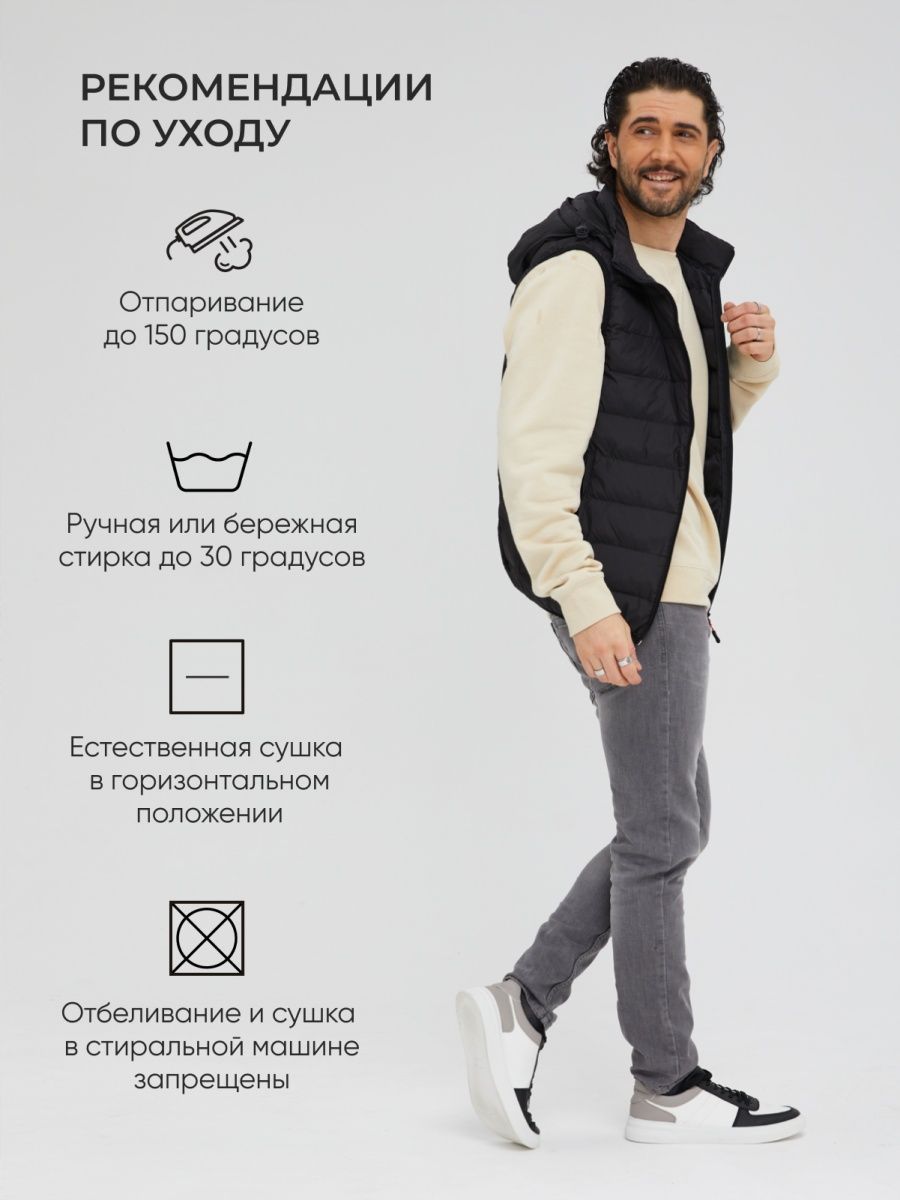 РЕКОМЕНДАЦИИ
ПО УХОДУ
Отпаривание
до 150 градусов
Ручная или бережная
стирка до 30 градусов
Естественная сушка
в горизонтальном
положении
Отбеливание и сушка
в стиральной машине
запрещены